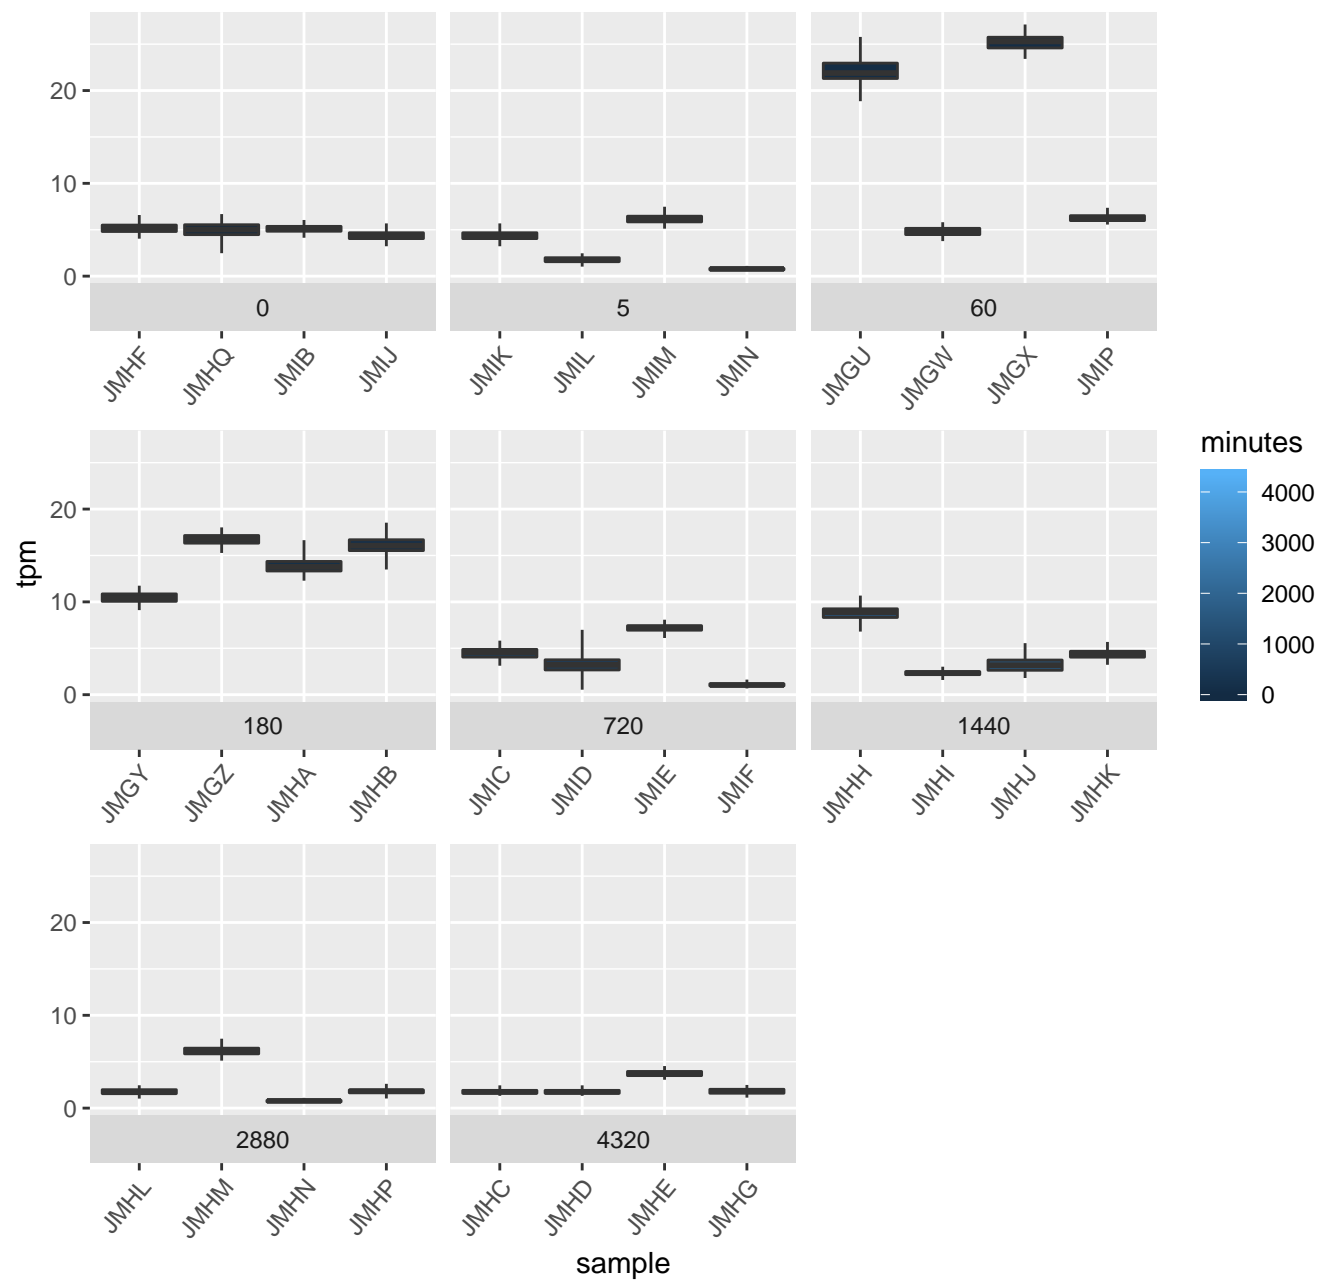 20
10
0
0
5
60
JMHF JMHQ JMIB JMIJ
JMIK JMIL JMIM JMIN
JMGU JMGW JMGX JMIP
tpm
20
10
0
180
720
1440
JMGY JMGZ JMHA JMHB
JMIC JMID JMIE JMIF
JMHH JMHI JMHJ JMHK
minutes
4000
3000
2000
1000
0
20
10
0
2880
4320
JMHL JMHM JMHN JMHP
JMHC JMHD JMHE JMHG
sample